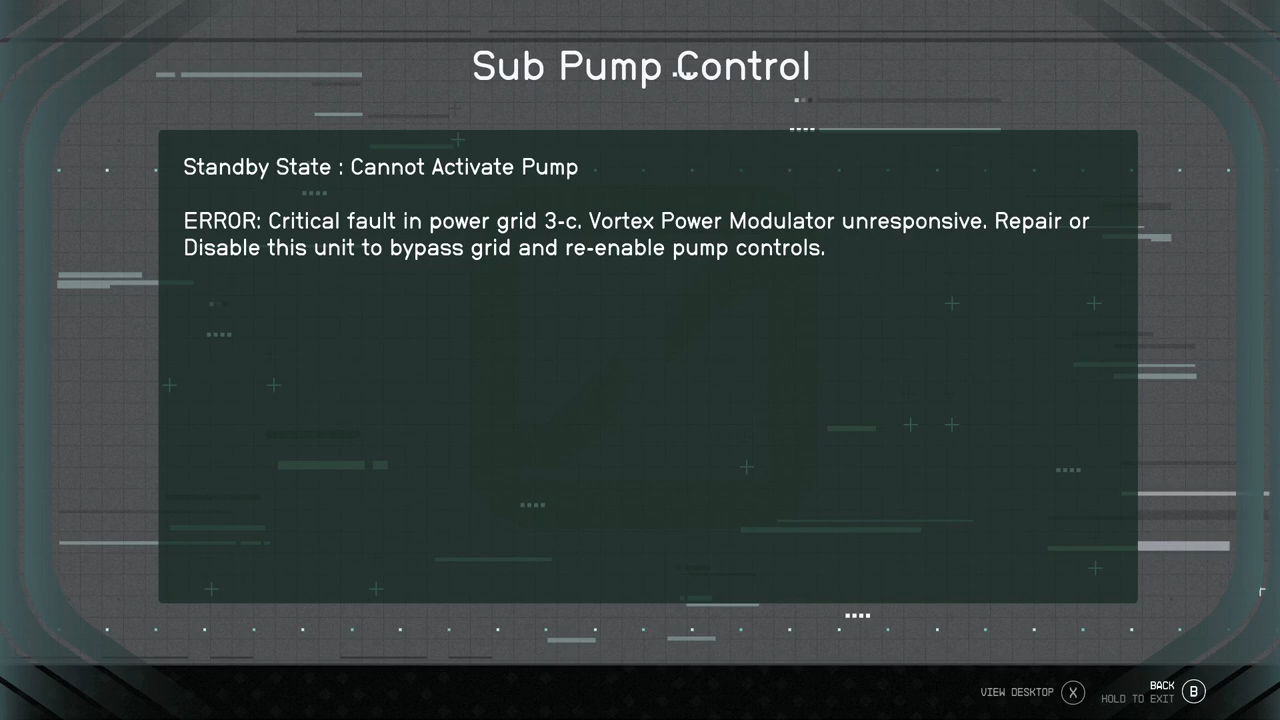 Sub Pump Control
Standby State : Cannot Activate Pump
ERROR: Critical fault in power grid 3-c. Vortex Power Modulator unresponsive. Repair or
Disable this unit to bypass grid and re-enable pump controls.
VIEW DESKTOP X
BACK
HOLD TO EXIT B